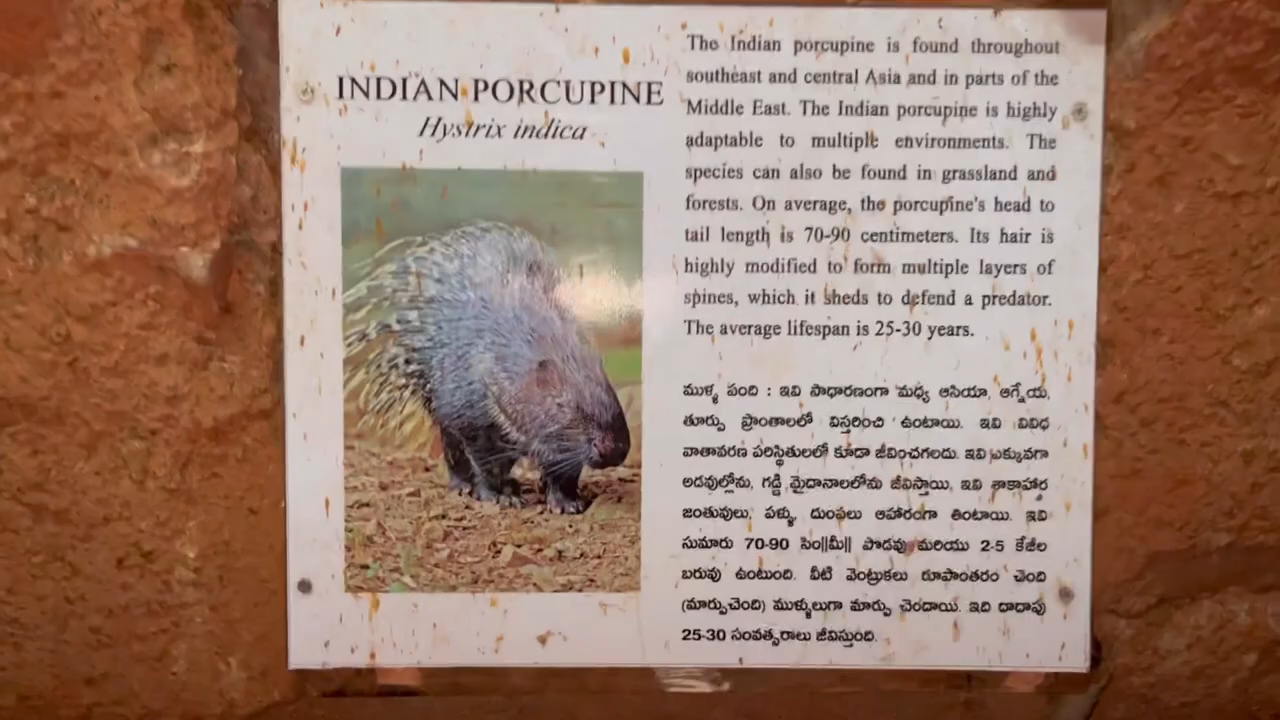 INDIAN PORCUPINE
Hystrix indica
The Indian porcupine is found throughout
southeast and central Asia and in parts of the
Middle East. The Indian porcupine is highly
adaptable to multiple environments. The
species can also be found in grassland and
forests. On average, the porcupine's head to
tail length is 70-90 centimeters. Its hair is
highly modified to form multiple layers of
spines, which it sheds to defend a predator.
The average lifespan is 25-30 years.
ముళ్ళ పంది : ఇవి సాధారణంగా మధ్య ఆసియా, ఆగ్నేయ,
తూర్పు ప్రాంతాలలో విస్తరించి ఉంటాయి. ఇవి వివిధ
వాతావరణ పరిస్థితులలో కూడా జీవించగలదు. ఇవి ఎక్కువగా
అడవుల్లోను, గడ్డి మైదానాలలోను జీవిస్తాయి, ఇవి శాకాహార
జంతువులు, పళ్ళు, దుంపలు ఆహారంగా తింటాయి. ఇవి
సుమారు 70-90 సెం||మీ|| పొడవు మరియు 2-5 కేజీల
బరువు ఉంటుంది. వీటి వెంట్రుకలు రూపాంతరం చెంది
(మార్పుచెంది) ముళ్ళులుగా మార్పు చెందాయి. ఇది దాదాపు
25-30 సంవత్సరాలు జీవిస్తుంది.